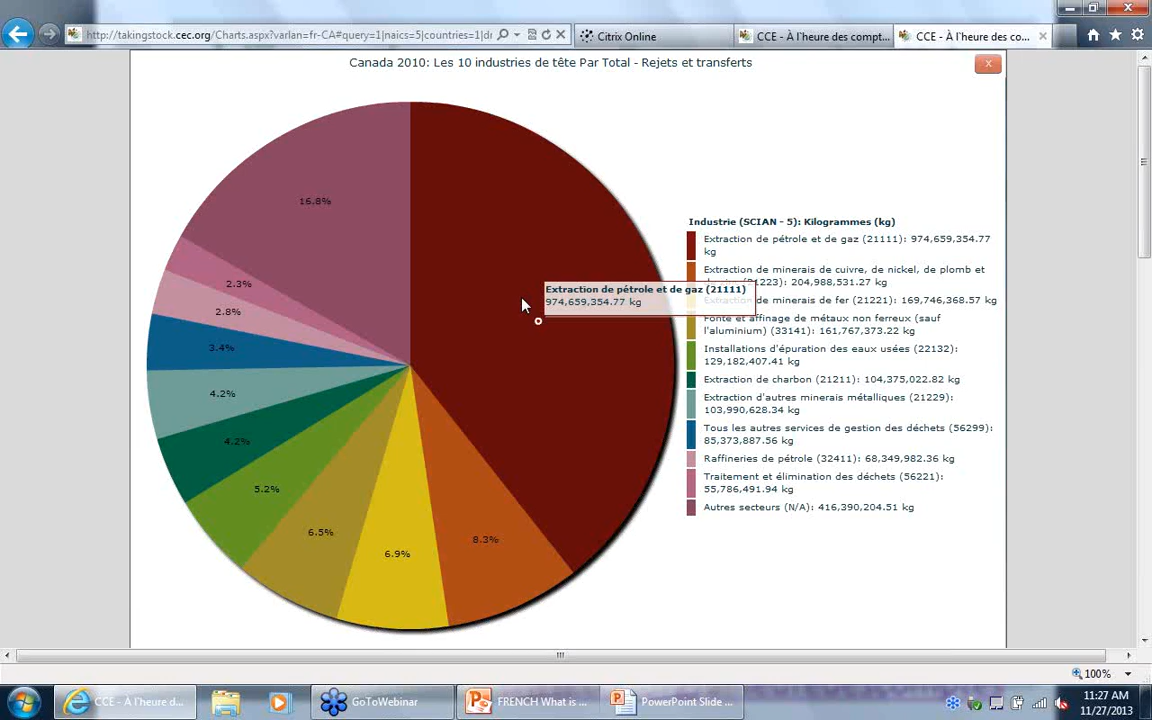 http://takingstock.cec.org/Charts.aspx?varlan=fr-CA#query=1|naics=5|countries=1|
Citrix Online
CCE - À l`heure des compt...
CCE - À l`heure des co...
Canada 2010: Les 10 industries de tête Par Total - Rejets et transferts
x
16.8%
2.3%
2.8%
3.4%
4.2%
4.2%
5.2%
6.5%
6.9%
8.3%
Extraction de pétrole et de gaz (21111)
974,659,354.77 kg
Industrie (SCIAN - 5): Kilogrammes (kg)
Extraction de pétrole et de gaz (21111): 974,659,354.77
kg
Extraction de minerais de cuivre, de nickel, de plomb et
204,988,531.27 kg
de minerais de fer (21221): 169,746,368.57 kg
Fonte et affinage de métaux non ferreux (sauf
l'aluminium) (33141): 161,767,373.22 kg
Installations d'épuration des eaux usées (22132):
129,182,407.41 kg
Extraction de charbon (21211): 104,375,022.82 kg
Extraction d'autres minerais métalliques (21229):
103,990,628.34 kg
Tous les autres services de gestion des déchets (56299):
85,373,887.56 kg
Raffineries de pétrole (32411): 68,349,982.36 kg
Traitement et élimination des déchets (56221):
55,786,491.94 kg
Autres secteurs (N/A): 416,390,204.51 kg
100%
CCE - À l`heure d...
GoToWebinar
FRENCH What is ...
PowerPoint Slide ...
11:27 AM
11/27/2013